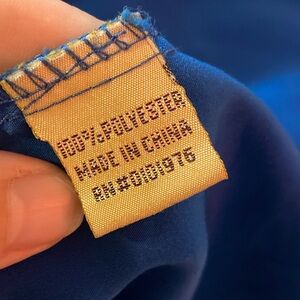 100% POLYESTER
MADE IN CHINA
RN#0101976